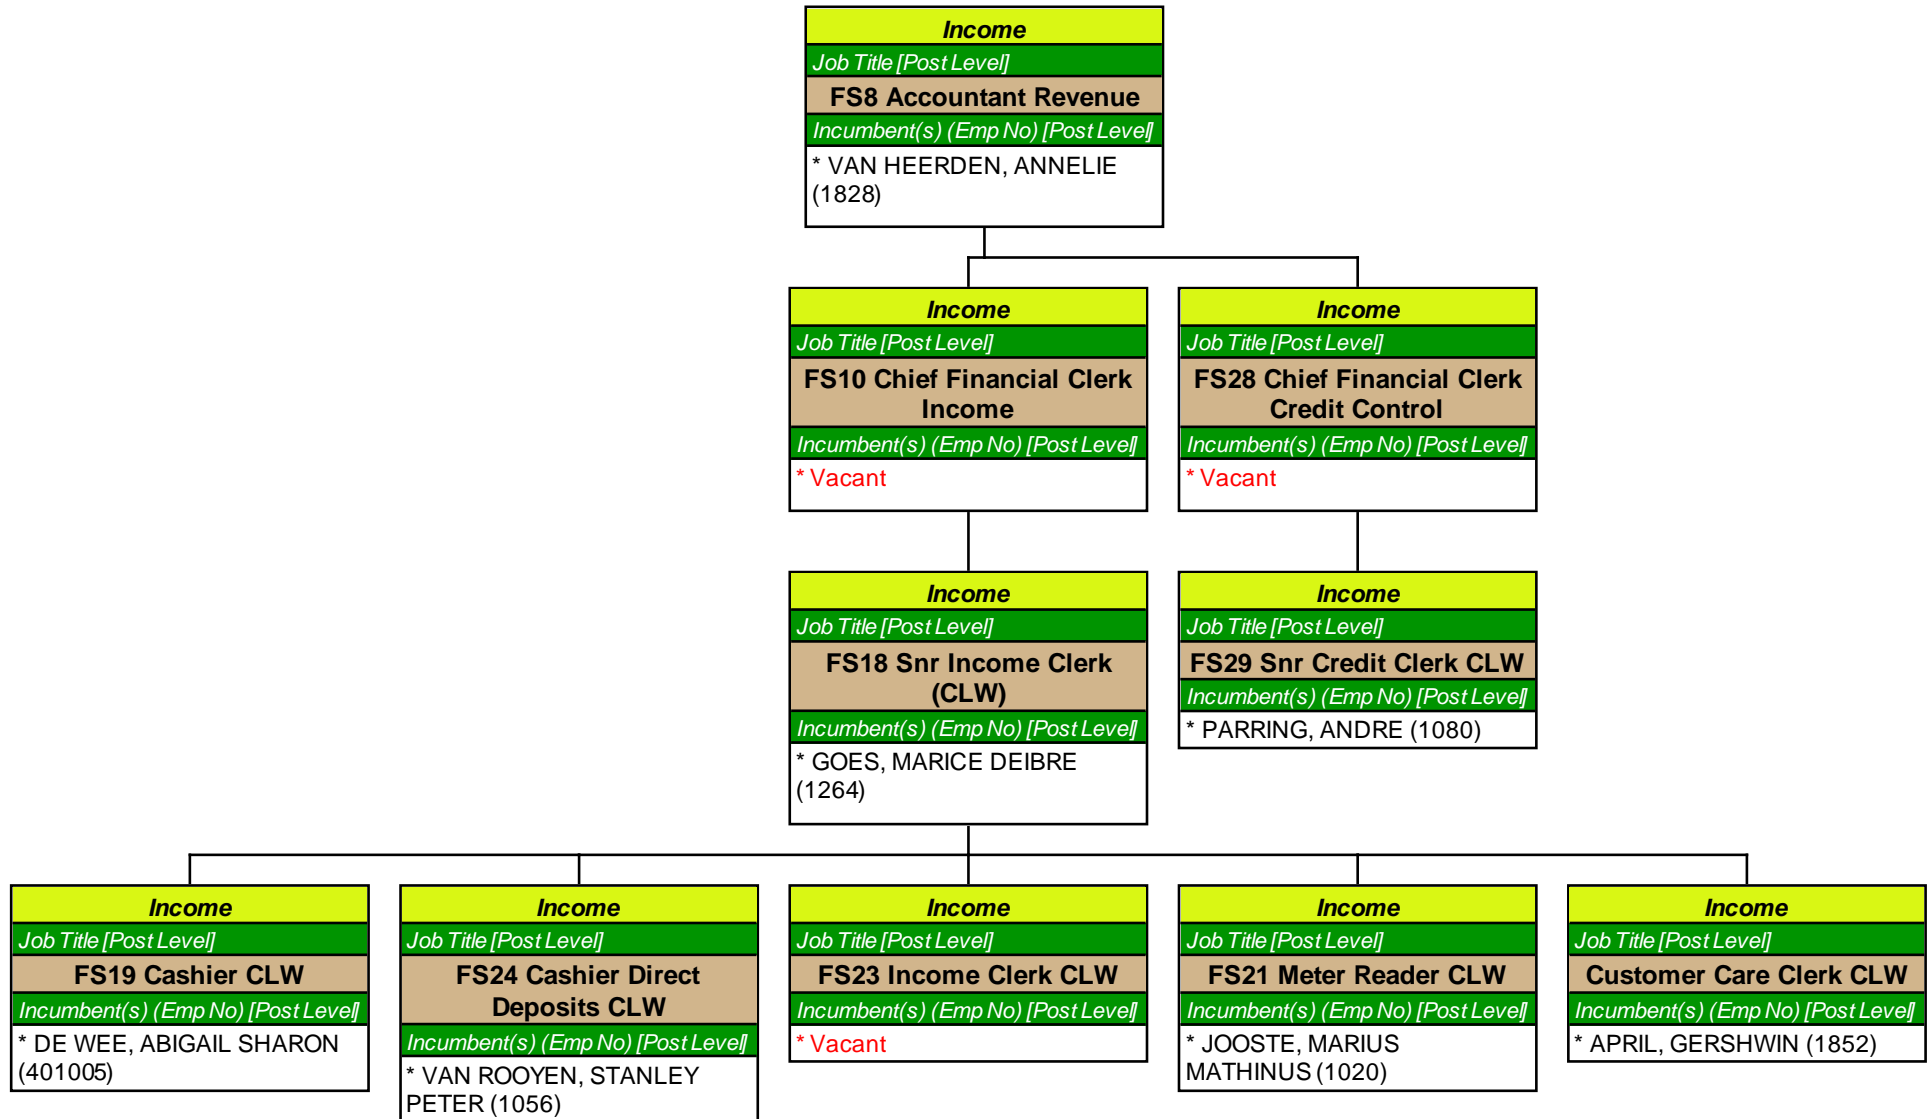 Income
Job Title [Post Level]
FS8 Accountant Revenue
Incumbent(s) (Emp No) [Post Level]
* VAN HEERDEN, ANNELIE
(1828)
Income
Job Title [Post Level]
FS10 Chief Financial Clerk
Income
Incumbent(s) (Emp No) [Post Level]
* Vacant
Income
Job Title [Post Level]
FS28 Chief Financial Clerk
Credit Control
Incumbent(s) (Emp No) [Post Level]
* Vacant
Income
Job Title [Post Level]
FS18 Snr Income Clerk
(CLW)
Incumbent(s) (Emp No) [Post Level]
* GOES, MARICE DEIBRE
(1264)
Income
Job Title [Post Level]
FS29 Snr Credit Clerk CLW
Incumbent(s) (Emp No) [Post Level]
* PARRING, ANDRE (1080)
Income
Job Title [Post Level]
FS19 Cashier CLW
Incumbent(s) (Emp No) [Post Level]
* DE WEE, ABIGAIL SHARON
(401005)
Income
Job Title [Post Level]
FS24 Cashier Direct
Deposits CLW
Incumbent(s) (Emp No) [Post Level]
* VAN ROOYEN, STANLEY
PETER (1056)
Income
Job Title [Post Level]
FS23 Income Clerk CLW
Incumbent(s) (Emp No) [Post Level]
* Vacant
Income
Job Title [Post Level]
FS21 Meter Reader CLW
Incumbent(s) (Emp No) [Post Level]
* JOOSTE, MARIUS
MATHINUS (1020)
Income
Job Title [Post Level]
Customer Care Clerk CLW
Incumbent(s) (Emp No) [Post Level]
* APRIL, GERSHWIN (1852)